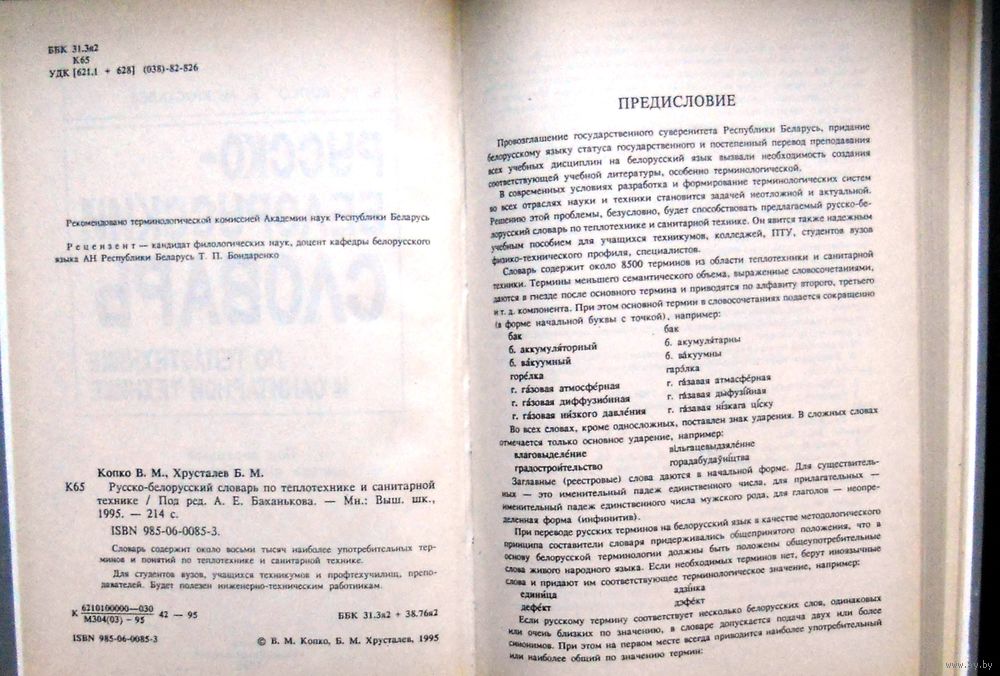 ББК 31.3я2
К65
УДК [621.1 + 628] (038)-82-826
Рекомендовано терминологической комиссией Академии наук Республики Беларусь
Рецензент — кандидат филологических наук, доцент кафедры белорусского
языка АН Республики Беларусь Т. П. Бондаренко
Копко В. М., Хрусталев Б. М.
К65 Русско-белорусский словарь по теплотехнике и санитарной
технике / Под ред. А. Е. Баханькова. — Мн.: Выш. шк.,
1995. — 214 с.
ISBN 985-06-0085-3.
Словарь содержит около восьми тысяч наиболее употребительных тер-
минов и понятий по теплотехнике и санитарной технике.
Для студентов вузов, учащихся техникумов и профтехучилищ, препо-
давателей. Будет полезен инженерно-техническим работникам.
К 6210100000—030 42 — 95
М304(03) – 95
ББК 31.3я2 + 38.76я2
ISBN 985-06-0085-3
© В. М. Копко, Б. М. Хрусталев, 1995
ПРЕДИСЛОВИЕ
Провозглашение государственного суверенитета Республики Беларусь, придание
белорусскому языку статуса государственного и постепенный перевод преподавания
всех учебных дисциплин на белорусский язык вызвали необходимость создания
соответствующей учебной литературы, особенно терминологической.
В современных условиях разработка и формирование терминологических систем
во всех отраслях науки и техники становится задачей неотложной и актуальной.
Решению этой проблемы, безусловно, будет способствовать предлагаемый русско-бе-
лорусский словарь по теплотехнике и санитарной технике. Он явится также надежным
учебным пособием для учащихся техникумов, колледжей, ПТУ, студентов вузов
физико-технического профиля, специалистов.
Словарь содержит около 8500 терминов из области теплотехники и санитарной
техники. Термины меньшего семантического объема, выраженные словосочетаниями,
даются в гнезде после основного термина и приводятся по алфавиту второго, третьего
и т. д. компонента. При этом основной термин в словосочетаниях подается сокращенно
(в форме начальной буквы с точкой), например:
бак бак
б. аккумуля́торный б. акумуля́тарны
б. ва́куумный б. ва́куумны
горе́лка гарэ́лка
г. га́зовая атмосфе́рная г. га́завая атмасфе́рная
г. га́зовая диффузио́нная г. га́завая дыфузі́йная
г. га́зовая ни́зкого давле́ния г. га́завая ні́зкага ці́ску
Во всех словах, кроме односложных, поставлен знак ударения. В сложных словах
отмечается только основное ударение, например:
влаговыделе́ние вільгацевыдзяле́нне
градострои́тельство горадабудаўні́цтва
Заглавные (реестровые) слова даются в начальной форме. Для существитель-
ных — это именительный падеж единственного числа, для прилагательных —
именительный падеж единственного числа мужского рода, для глаголов — неопре-
деленная форма (инфинитив).
При переводе русских терминов на белорусский язык в качестве методологического
принципа составители словаря придерживались общепринятого положения, что в
основу белорусской терминологии должны быть положены общеупотребительные
слова живого народного языка. Если необходимых терминов нет, берут иноязычные
слова и придают им соответствующее терминологическое значение, например:
едини́ца адзі́нка
дефе́кт дэфе́кт
Если русскому термину соответствует несколько белорусских слов, одинаковых
или очень близких по значению, в словаре допускается подача двух или более
синонимов. При этом на первом месте всегда приводится наиболее употребительный
или наиболее общий по значению термин:
www.ay.by